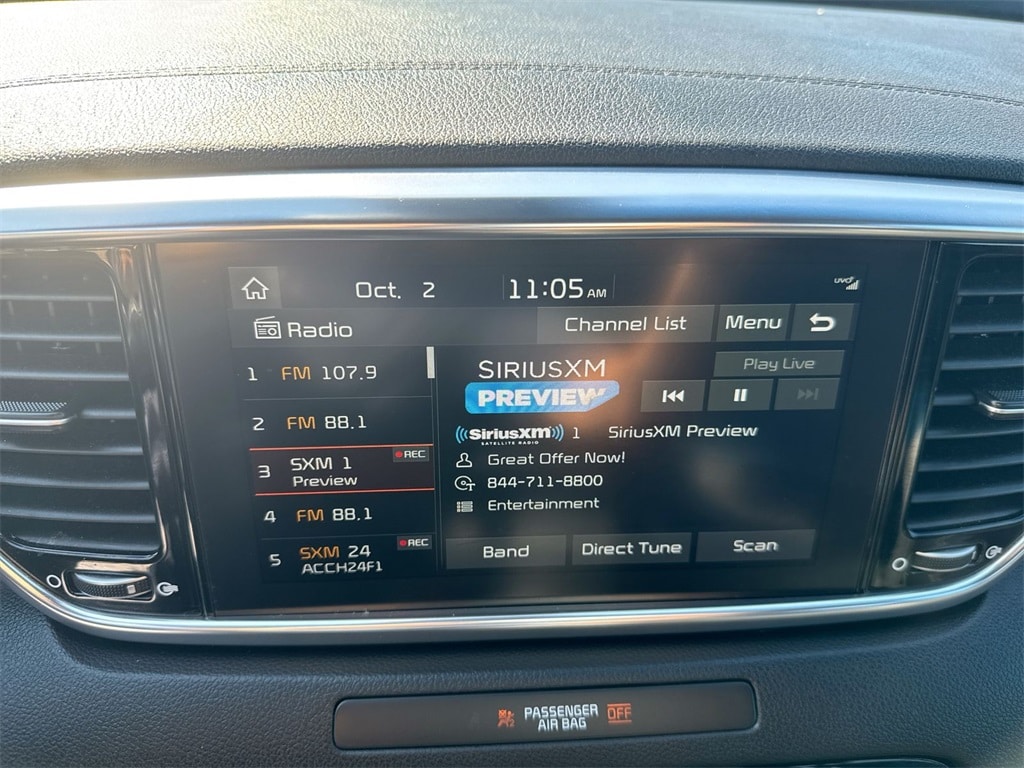 Oct. 2 11:05 AM
UVO
Radio Channel List Menu
1 FM 107.9
2 FM 88.1
3 SXM 1 REC
Preview
4 FM 88.1
5 SXM 24 REC
ACCH24F1
SIRIUSXM
PREVIEW
Play Live
SiriusXM 1 SiriusXM Preview
SATELLITE RADIO
Great Offer Now!
844-711-8800
Entertainment
Band Direct Tune Scan
PASSENGER
AIR BAG OFF